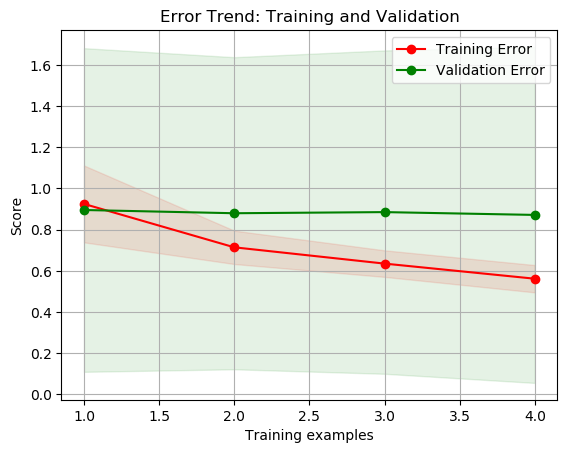 Error Trend: Training and Validation
Training Error
Validation Error
Score
1.6
1.4
1.2
1.0
0.8
0.6
0.4
0.2
0.0
1.0 1.5 2.0 2.5 3.0 3.5 4.0
Training examples